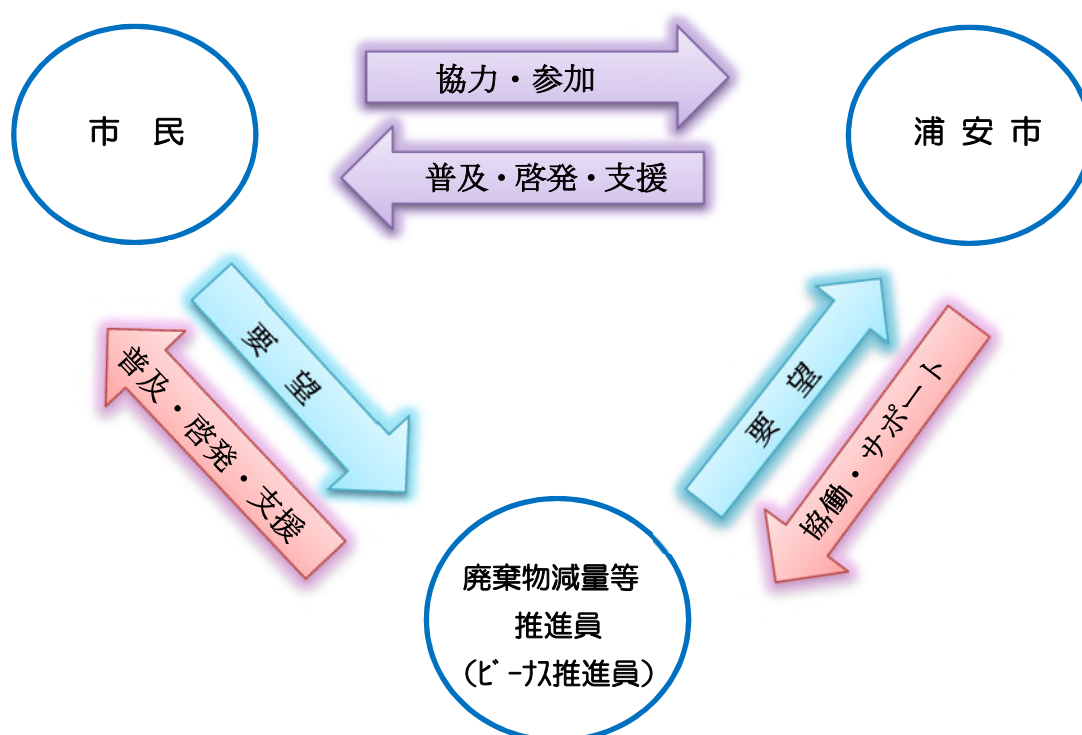 市　民
協力・参加
浦 安 市
普及・啓発・支援
要　望
普及・啓発・支援
要　望
協働・サポート
廃棄物減量等
推進員
(ﾋﾞｰﾅｽ推進員)